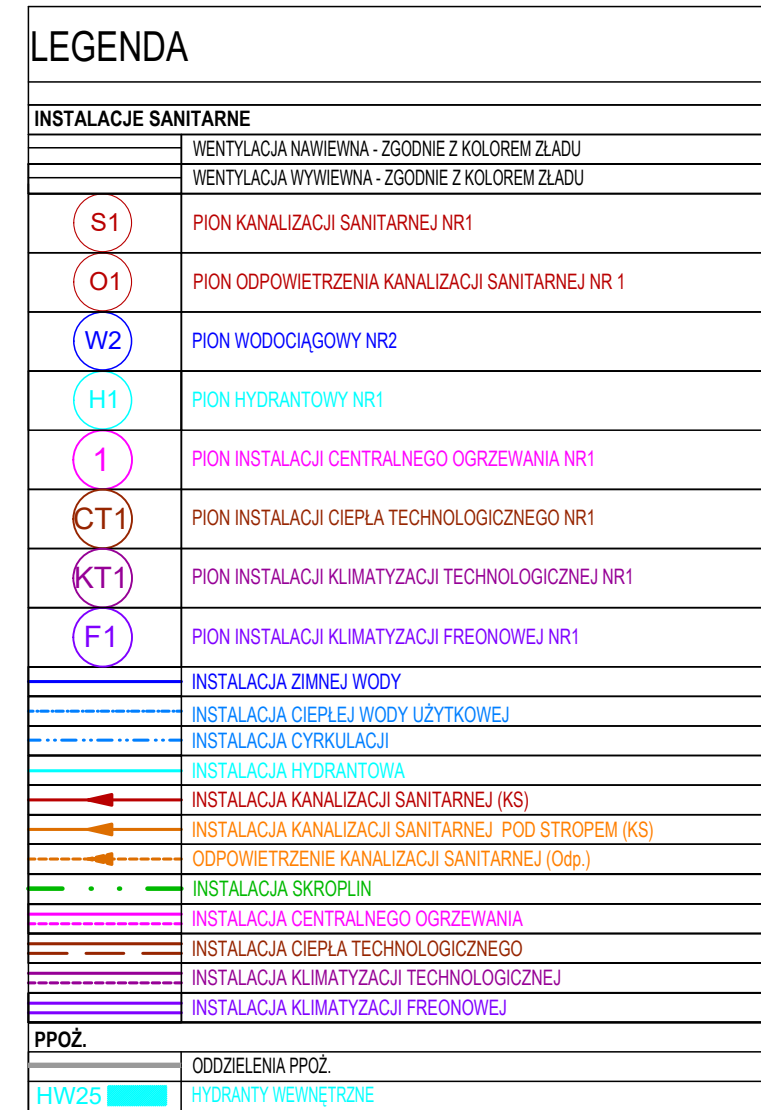 LEGENDA
INSTALACJE SANITARNE
WENTYLACJA NAWIEWNA - ZGODNIE Z KOLOREM ZŁADU
WENTYLACJA WYWIEWNA - ZGODNIE Z KOLOREM ZŁADU
S1 PION KANALIZACJI SANITARNEJ NR1
O1 PION ODPOWIETRZENIA KANALIZACJI SANITARNEJ NR 1
W2 PION WODOCIĄGOWY NR2
H1 PION HYDRANTOWY NR1
1 PION INSTALACJI CENTRALNEGO OGRZEWANIA NR1
CT1 PION INSTALACJI CIEPŁA TECHNOLOGICZNEGO NR1
KT1 PION INSTALACJI KLIMATYZACJI TECHNOLOGICZNEJ NR1
F1 PION INSTALACJI KLIMATYZACJI FREONOWEJ NR1
INSTALACJA ZIMNEJ WODY
INSTALACJA CIEPŁEJ WODY UŻYTKOWEJ
INSTALACJA CYRKULACJI
INSTALACJA HYDRANTOWA
INSTALACJA KANALIZACJI SANITARNEJ (KS)
INSTALACJA KANALIZACJI SANITARNEJ POD STROPEM (KS)
ODPOWIETRZENIE KANALIZACJI SANITARNEJ (Odp.)
INSTALACJA SKROPLIN
INSTALACJA CENTRALNEGO OGRZEWANIA
INSTALACJA CIEPŁA TECHNOLOGICZNEGO
INSTALACJA KLIMATYZACJI TECHNOLOGICZNEJ
INSTALACJA KLIMATYZACJI FREONOWEJ
PPOŻ.
ODDZIELENIA PPOŻ.
HW25 HYDRANTY WEWNĘTRZNE